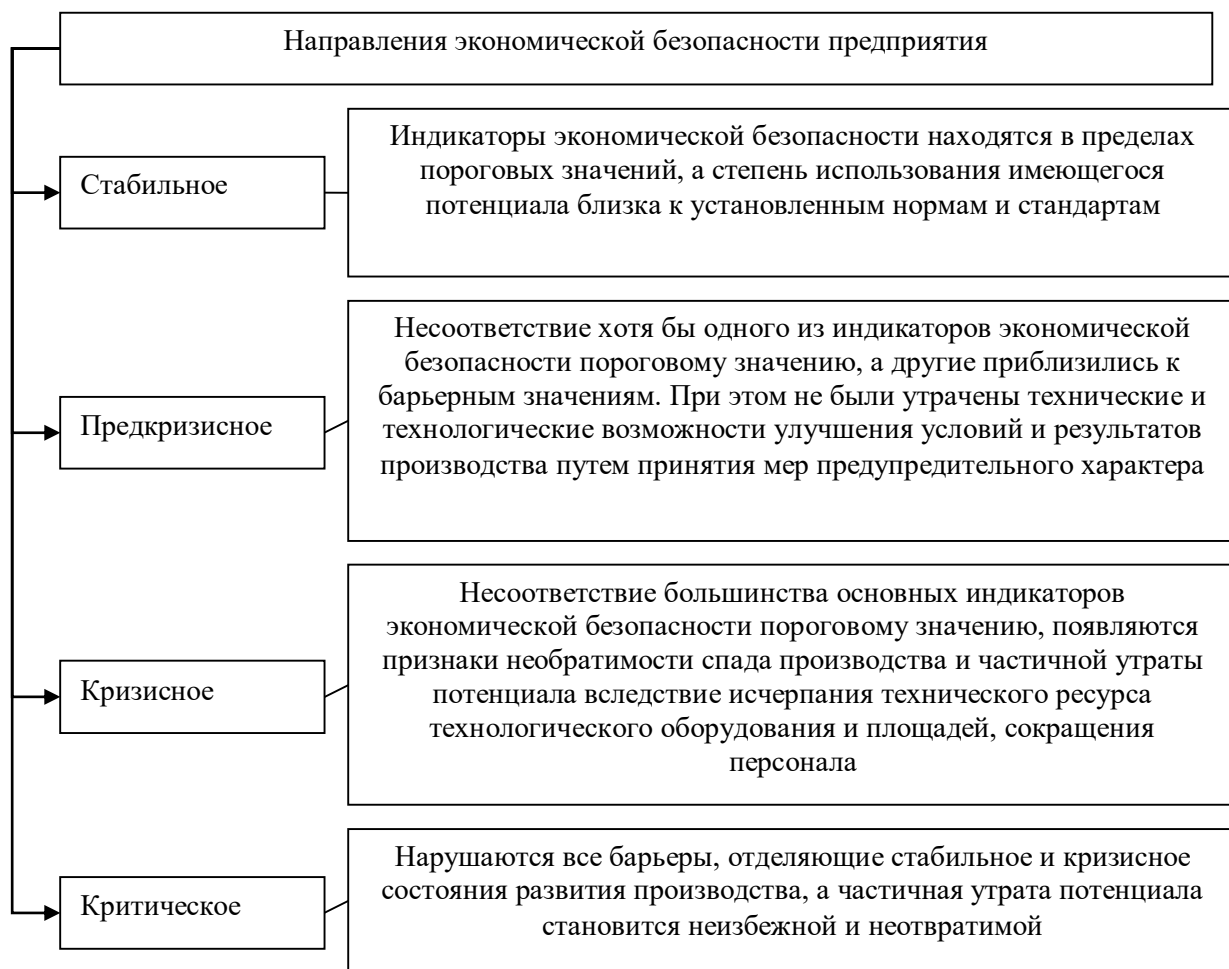 Направления экономической безопасности предприятия
Стабильное
Индикаторы экономической безопасности находятся в пределах
пороговых значений, а степень использования имеющегося
потенциала близка к установленным нормам и стандартам
Предкризисное
Несоответствие хотя бы одного из индикаторов экономической
безопасности пороговому значению, а другие приблизились к
барьерным значениям. При этом не были утрачены технические и
технологические возможности улучшения условий и результатов
производства путем принятия мер предупредительного характера
Кризисное
Несоответствие большинства основных индикаторов
экономической безопасности пороговому значению, появляются
признаки необратимости спада производства и частичной утраты
потенциала вследствие исчерпания технического ресурса
технологического оборудования и площадей, сокращения
персонала
Критическое
Нарушаются все барьеры, отделяющие стабильное и кризисное
состояния развития производства, а частичная утрата потенциала
становится неизбежной и неотвратимой